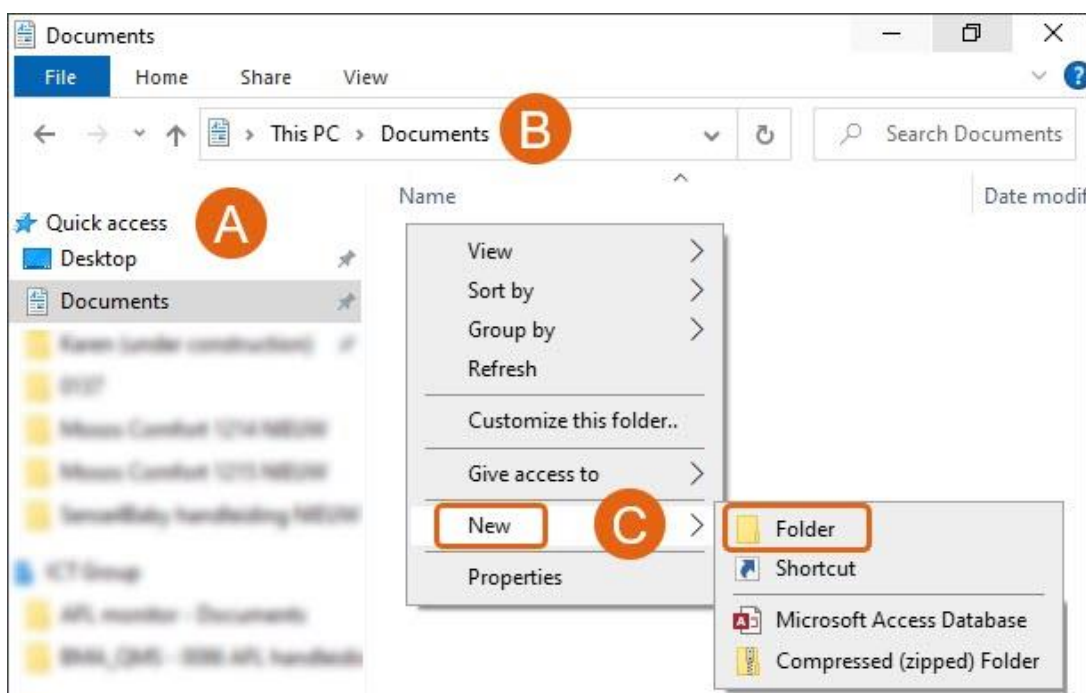 Documents
File Home Share View
This PC > Documents B Search Documents
Name Date modif
Quick access A
Desktop
Documents
View
Sort by
Group by
Refresh
Customize this folder..
Give access to
New C
Properties
Folder
Shortcut
Microsoft Access Database
Compressed (zipped) Folder